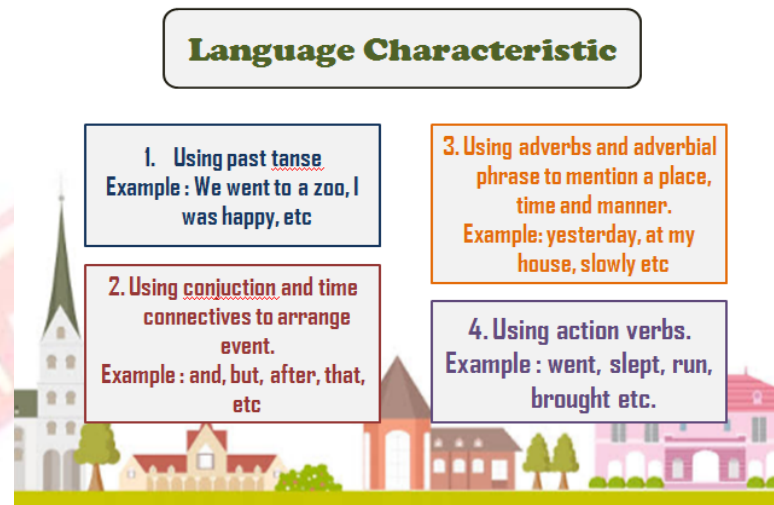 Language Characteristic
1. Using past tanse
Example : We went to a zoo, I
was happy, etc
2. Using conjuction and time
connectives to arrange
event.
Example : and, but, after, that,
etc
3. Using adverbs and adverbial
phrase to mention a place,
time and manner.
Example: yesterday, at my
house, slowly etc
4. Using action verbs.
Example : went, slept, run,
brought etc.